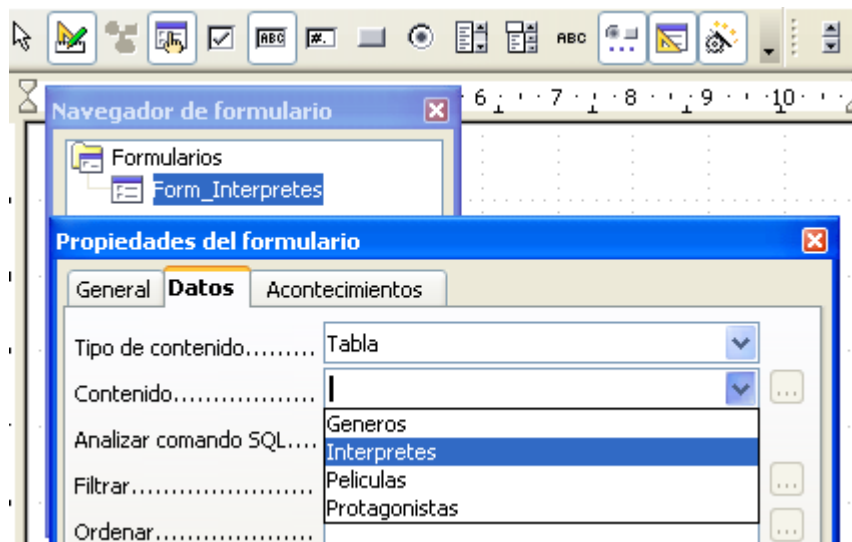 ABC
#.
ABC
6 7 8 9 10
Navegador de formulario
Formularios
Form_Interpretes
Propiedades del formulario
General Datos Acontecimientos
Tipo de contenido......... Tabla
Contenido................... ...
Generos
Analizar comando SQL....
Interpretes
Filtrar........................ Peliculas ...
Protagonistas
Ordenar..................... ...